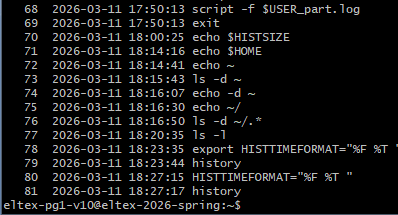 68 2026-03-11 17:50:13 script -f $USER_part.log
69 2026-03-11 17:50:13 exit
70 2026-03-11 18:00:25 echo $HISTSIZE
71 2026-03-11 18:14:16 echo $HOME
72 2026-03-11 18:14:41 echo ~
73 2026-03-11 18:15:43 ls -d ~
74 2026-03-11 18:16:07 echo -d ~
75 2026-03-11 18:16:30 echo ~/
76 2026-03-11 18:16:50 ls -d ~/.*
77 2026-03-11 18:20:35 ls -l
78 2026-03-11 18:23:35 export HISTTIMEFORMAT="%F %T "
79 2026-03-11 18:23:44 history
80 2026-03-11 18:27:15 HISTTIMEFORMAT="%F %T "
81 2026-03-11 18:27:17 history
eltex-pg1-v10@eltex-2026-spring:~$